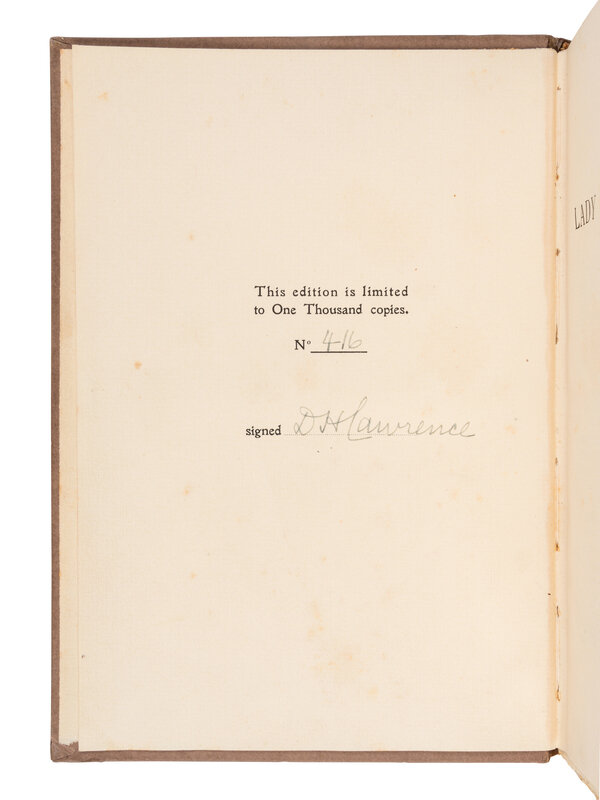 This edition is limited
to One Thousand copies.
Nº 416
signed D H Lawrence
LADY